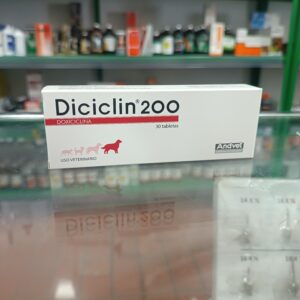 Diciclin® 200
DOXICICLINA
30 tabletas
USO VETERINARIO
Andvet